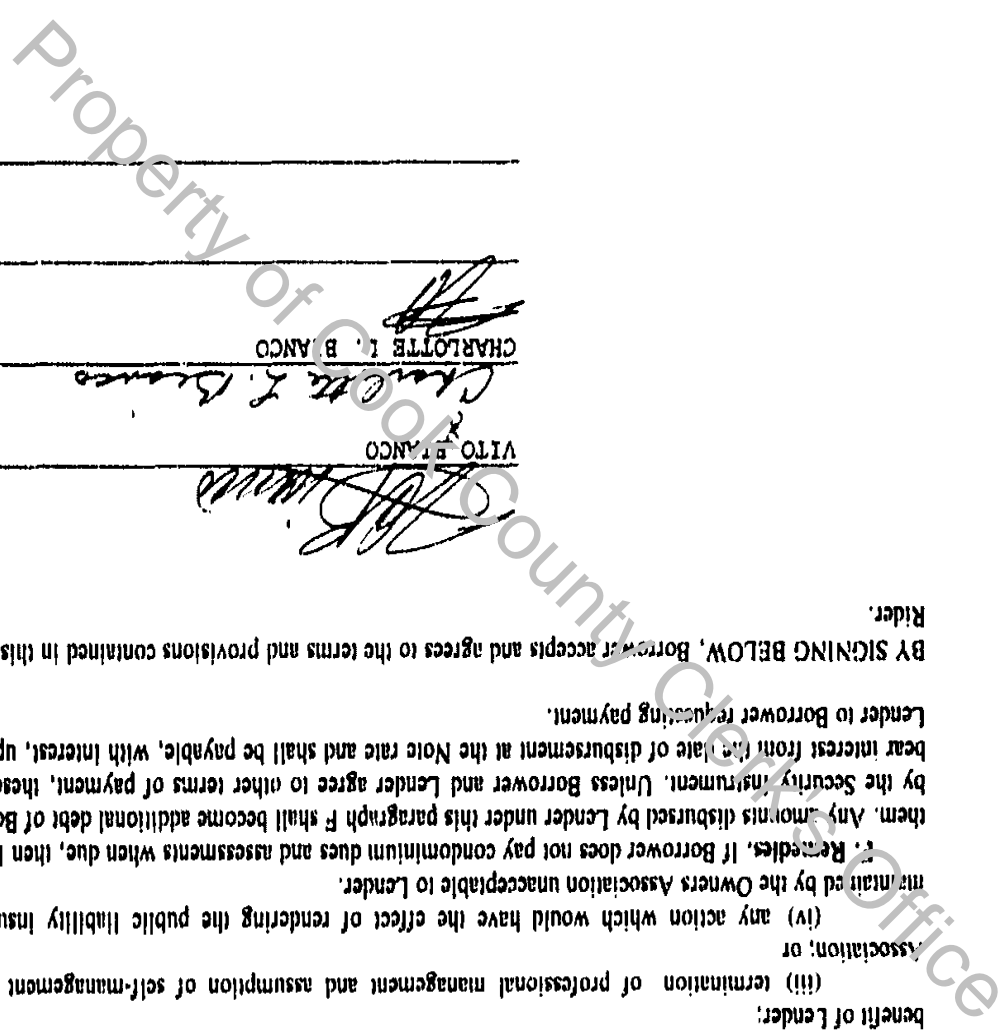 benefit of Lender;
(iii) termination of professional management and assumption of self-management
Association; or
(iv) any action which would have the effect of rendering the public liability insu
maintained by the Owners Association unacceptable to Lender.
F. Remedies. If Borrower does not pay condominium dues and assessments when due, then
them. Any amounts disbursed by Lender under this paragraph F shall become additional debt of Bo
by the Security Instrument. Unless Borrower and Lender agree to other terms of payment, these
bear interest from the date of disbursement at the Note rate and shall be payable, with interest, up
Lender to Borrower requesting payment.
BY SIGNING BELOW, Borrower accepts and agrees to the terms and provisions contained in this
Rider.
VITO BIANCO
Charlotte L. Bianco
CHARLOTTE L. BIANCO
Property of Cook County Clerk's Office